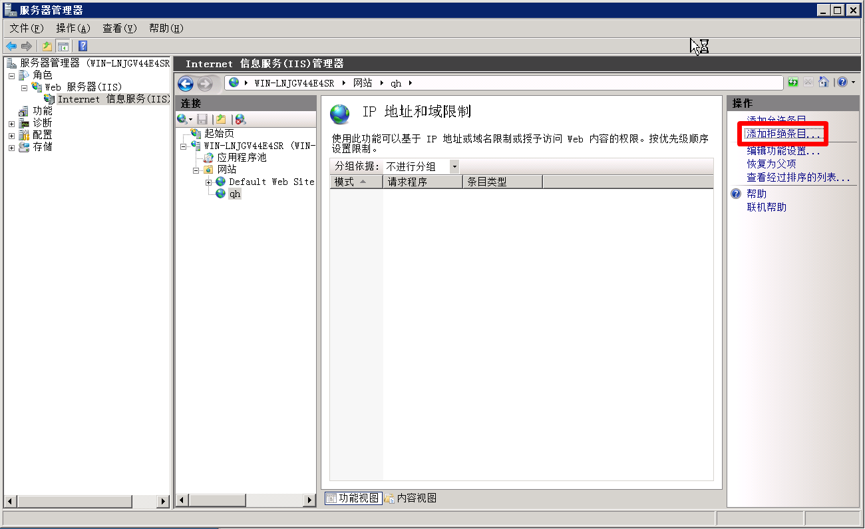 服务器管理器
文件(F) 操作(A) 查看(V) 帮助(H)
服务器管理器 (WIN-LNJGV44E4SR
角色
Web 服务器(IIS)
Internet 信息服务(IIS)
功能
诊断
配置
存储
Internet 信息服务(IIS)管理器
WIN-LNJGV44E4SR 网站 qh
连接
起始页
WIN-LNJGV44E4SR (WIN-
应用程序池
网站
Default Web Site
qh
IP 地址和域限制
使用此功能可以基于 IP 地址或域名限制或授予访问 Web 内容的权限。按优先级顺序
设置限制。
分组依据: 不进行分组
模式 请求程序 条目类型
功能视图 内容视图
操作
添加允许条目...
添加拒绝条目...
编辑功能设置...
恢复为父项
查看经过排序的列表...
帮助
联机帮助